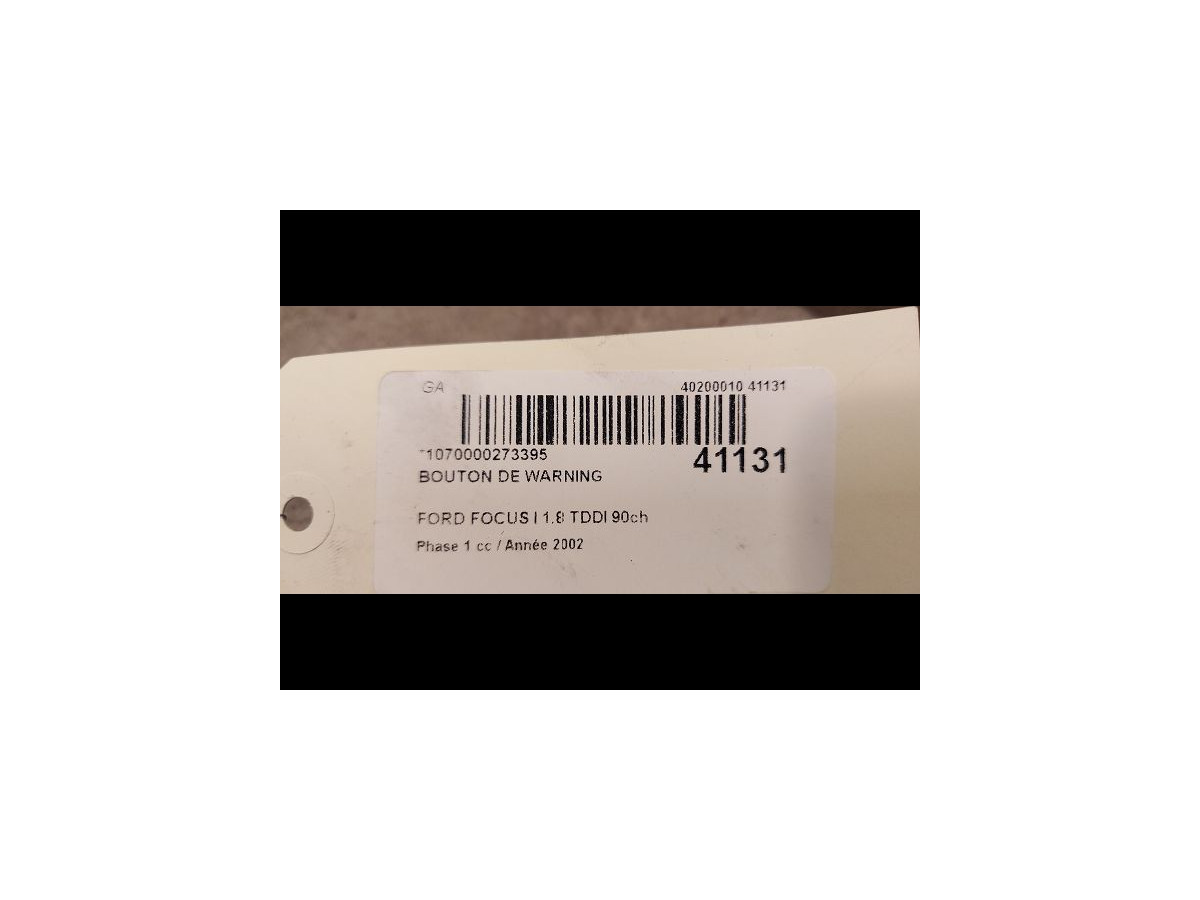 GA 40200010 41131
*1070000273395
41131
BOUTON DE WARNING
FORD FOCUS I 1.8 TDDI 90ch
Phase 1 cc / Année 2002